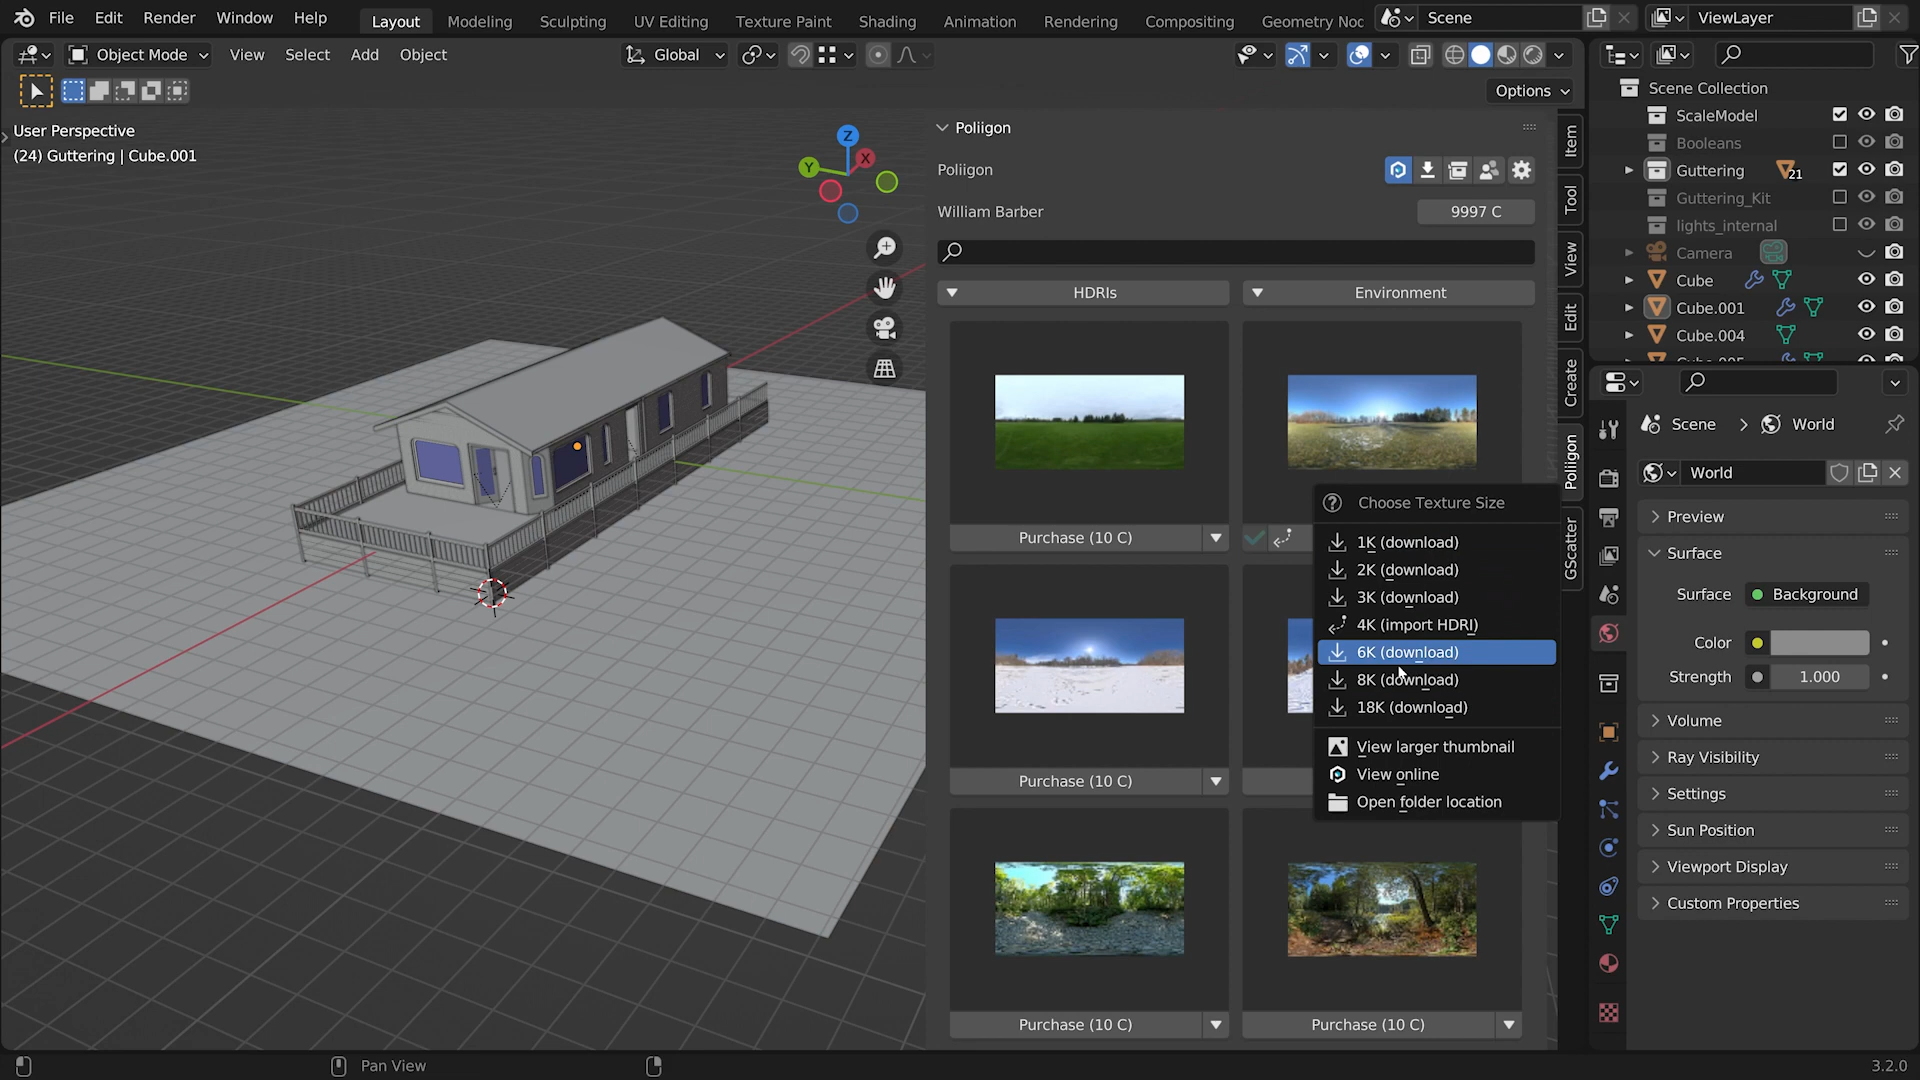 File Edit Render Window Help Layout Modeling Sculpting UV Editing Texture Paint Shading Animation Rendering Compositing Geometry Noc Scene ViewLayer
Object Mode View Select Add Object Global
Options
User Perspective
(24) Guttering | Cube.001
Z
Y
X
Poliigon
Poliigon
William Barber 9997 C
HDRIs Environment
Purchase (10 C)
Purchase (10 C)
Purchase (10 C) Purchase (10 C)
Choose Texture Size
1K (download)
2K (download)
3K (download)
4K (import HDRI)
6K (download)
8K (download)
18K (download)
View larger thumbnail
View online
Open folder location
Item
Tool
View
Edit
Create
Poliigon
GScatter
Scene Collection
ScaleModel
Booleans
Guttering 21
Guttering_Kit
lights_internal
Camera
Cube
Cube.001
Cube.004
Scene > World
World
Preview
Surface
Surface Background
Color
Strength 1.000
Volume
Ray Visibility
Settings
Sun Position
Viewport Display
Custom Properties
Pan View
3.2.0